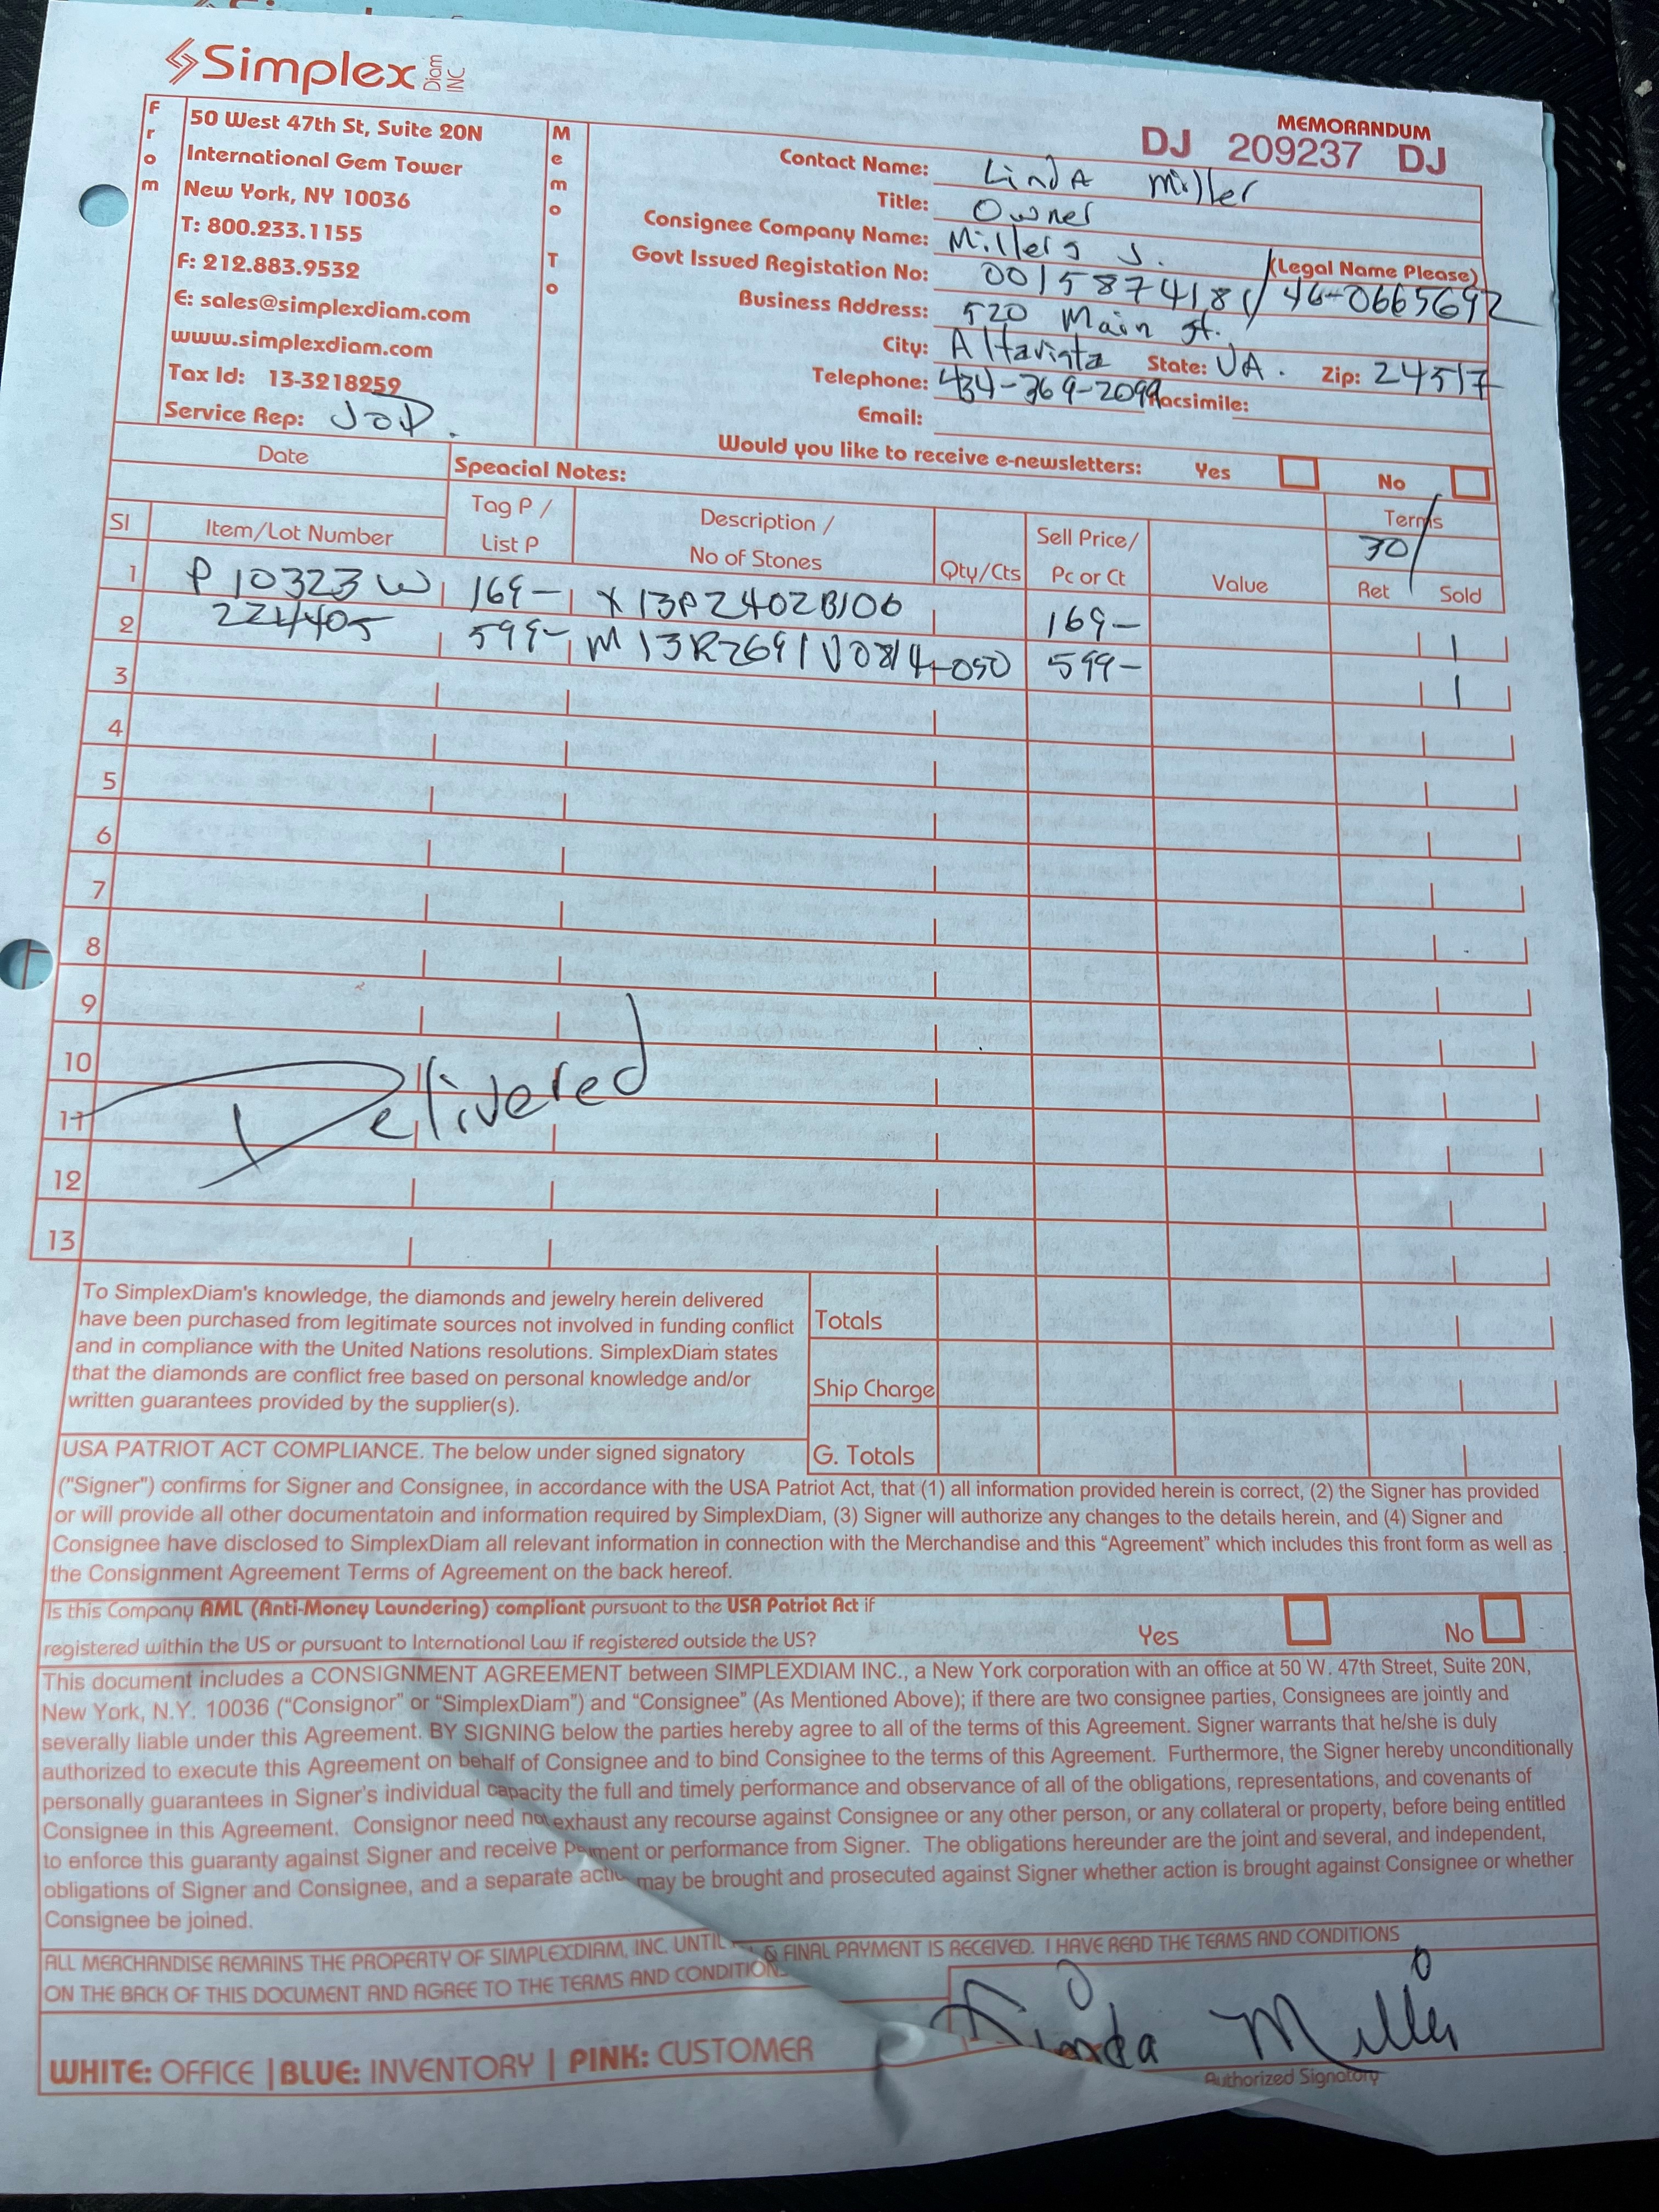 Simplex Diam INC
MEMORANDUM
DJ 209237 DJ
From
50 West 47th St, Suite 20N
International Gem Tower
New York, NY 10036
T: 800.233.1155
F: 212.883.9532
E: sales@simplexdiam.com
www.simplexdiam.com
Tax Id: 13-3218259
Service Rep: JOD.
Memo To
Contact Name: Linda Miller
Title: Owner
Consignee Company Name: Millers J. (Legal Name Please)
Govt Issued Registation No: 46-0665692
Business Address: 520 Main St.
City: Altavista State: VA. Zip: 24517
Telephone: 434-369-2099 Facsimile:
Email:
Would you like to receive e-newsletters: Yes No
Date Speacial Notes:
Terms
30/
Sl Item/Lot Number Tag P / List P Description / No of Stones Qty/Cts Sell Price/ Pc or Ct Value Ret Sold
1 P10323W 169- X13P2402B106 169- 1
2 224405 599- 599- 1
3
4
5
6
7
8
9
10
11
Delivered
12
13
To SimplexDiam's knowledge, the diamonds and jewelry herein delivered
have been purchased from legitimate sources not involved in funding conflict
and in compliance with the United Nations resolutions. SimplexDiam states
that the diamonds are conflict free based on personal knowledge and/or
written guarantees provided by the supplier(s).
Totals
Ship Charge
G. Totals
USA PATRIOT ACT COMPLIANCE. The below under signed signatory
("Signer") confirms for Signer and Consignee, in accordance with the USA Patriot Act, that (1) all information provided herein is correct, (2) the Signer has provided
or will provide all other documentatoin and information required by SimplexDiam, (3) Signer will authorize any changes to the details herein, and (4) Signer and
Consignee have disclosed to SimplexDiam all relevant information in connection with the Merchandise and this “Agreement” which includes this front form as well as
the Consignment Agreement Terms of Agreement on the back hereof.
Is this Company AML (Anti-Money Laundering) compliant pursuant to the USA Patriot Act if
registered within the US or pursuant to International Law if registered outside the US? Yes No
This document includes a CONSIGNMENT AGREEMENT between SIMPLEXDIAM INC., a New York corporation with an office at 50 W. 47th Street, Suite 20N,
New York, N.Y. 10036 (“Consignor” or “SimplexDiam”) and “Consignee” (As Mentioned Above); if there are two consignee parties, Consignees are jointly and
severally liable under this Agreement. BY SIGNING below the parties hereby agree to all of the terms of this Agreement. Signer warrants that he/she is duly
authorized to execute this Agreement on behalf of Consignee and to bind Consignee to the terms of this Agreement. Furthermore, the Signer hereby unconditionally
personally guarantees in Signer's individual capacity the full and timely performance and observance of all of the obligations, representations, and covenants of
Consignee in this Agreement. Consignor need not exhaust any recourse against Consignee or any other person, or any collateral or property, before being entitled
to enforce this guaranty against Signer and receive payment or performance from Signer. The obligations hereunder are the joint and several, and independent,
obligations of Signer and Consignee, and a separate action may be brought and prosecuted against Signer whether action is brought against Consignee or whether
Consignee be joined.
ALL MERCHANDISE REMAINS THE PROPERTY OF SIMPLEXDIAM, INC. UNTIL & FINAL PAYMENT IS RECEIVED. I HAVE READ THE TERMS AND CONDITIONS
ON THE BACK OF THIS DOCUMENT AND AGREE TO THE TERMS AND CONDITION
Linda Miller
WHITE: OFFICE | BLUE: INVENTORY | PINK: CUSTOMER
Authorized Signatory